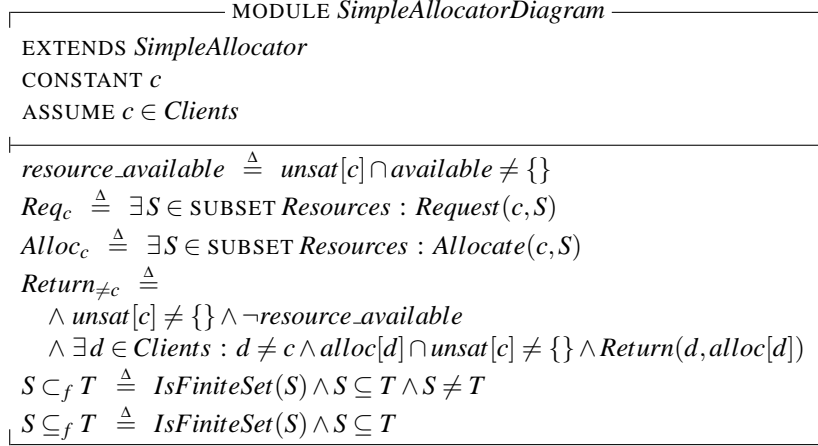 MODULE SimpleAllocatorDiagram
EXTENDS SimpleAllocator
CONSTANT c
ASSUME c ∈ Clients
resource_available ≜ unsat[c] ∩ available ≠ {}
Req_c ≜ ∃S ∈ SUBSET Resources : Request(c,S)
Alloc_c ≜ ∃S ∈ SUBSET Resources : Allocate(c,S)
Return_≠c ≜
∧ unsat[c] ≠ {} ∧ ¬resource_available
∧ ∃d ∈ Clients : d ≠ c ∧ alloc[d] ∩ unsat[c] ≠ {} ∧ Return(d,alloc[d])
S ⊂_f T ≜ IsFiniteSet(S) ∧ S ⊆ T ∧ S ≠ T
S ⊆_f T ≜ IsFiniteSet(S) ∧ S ⊆ T